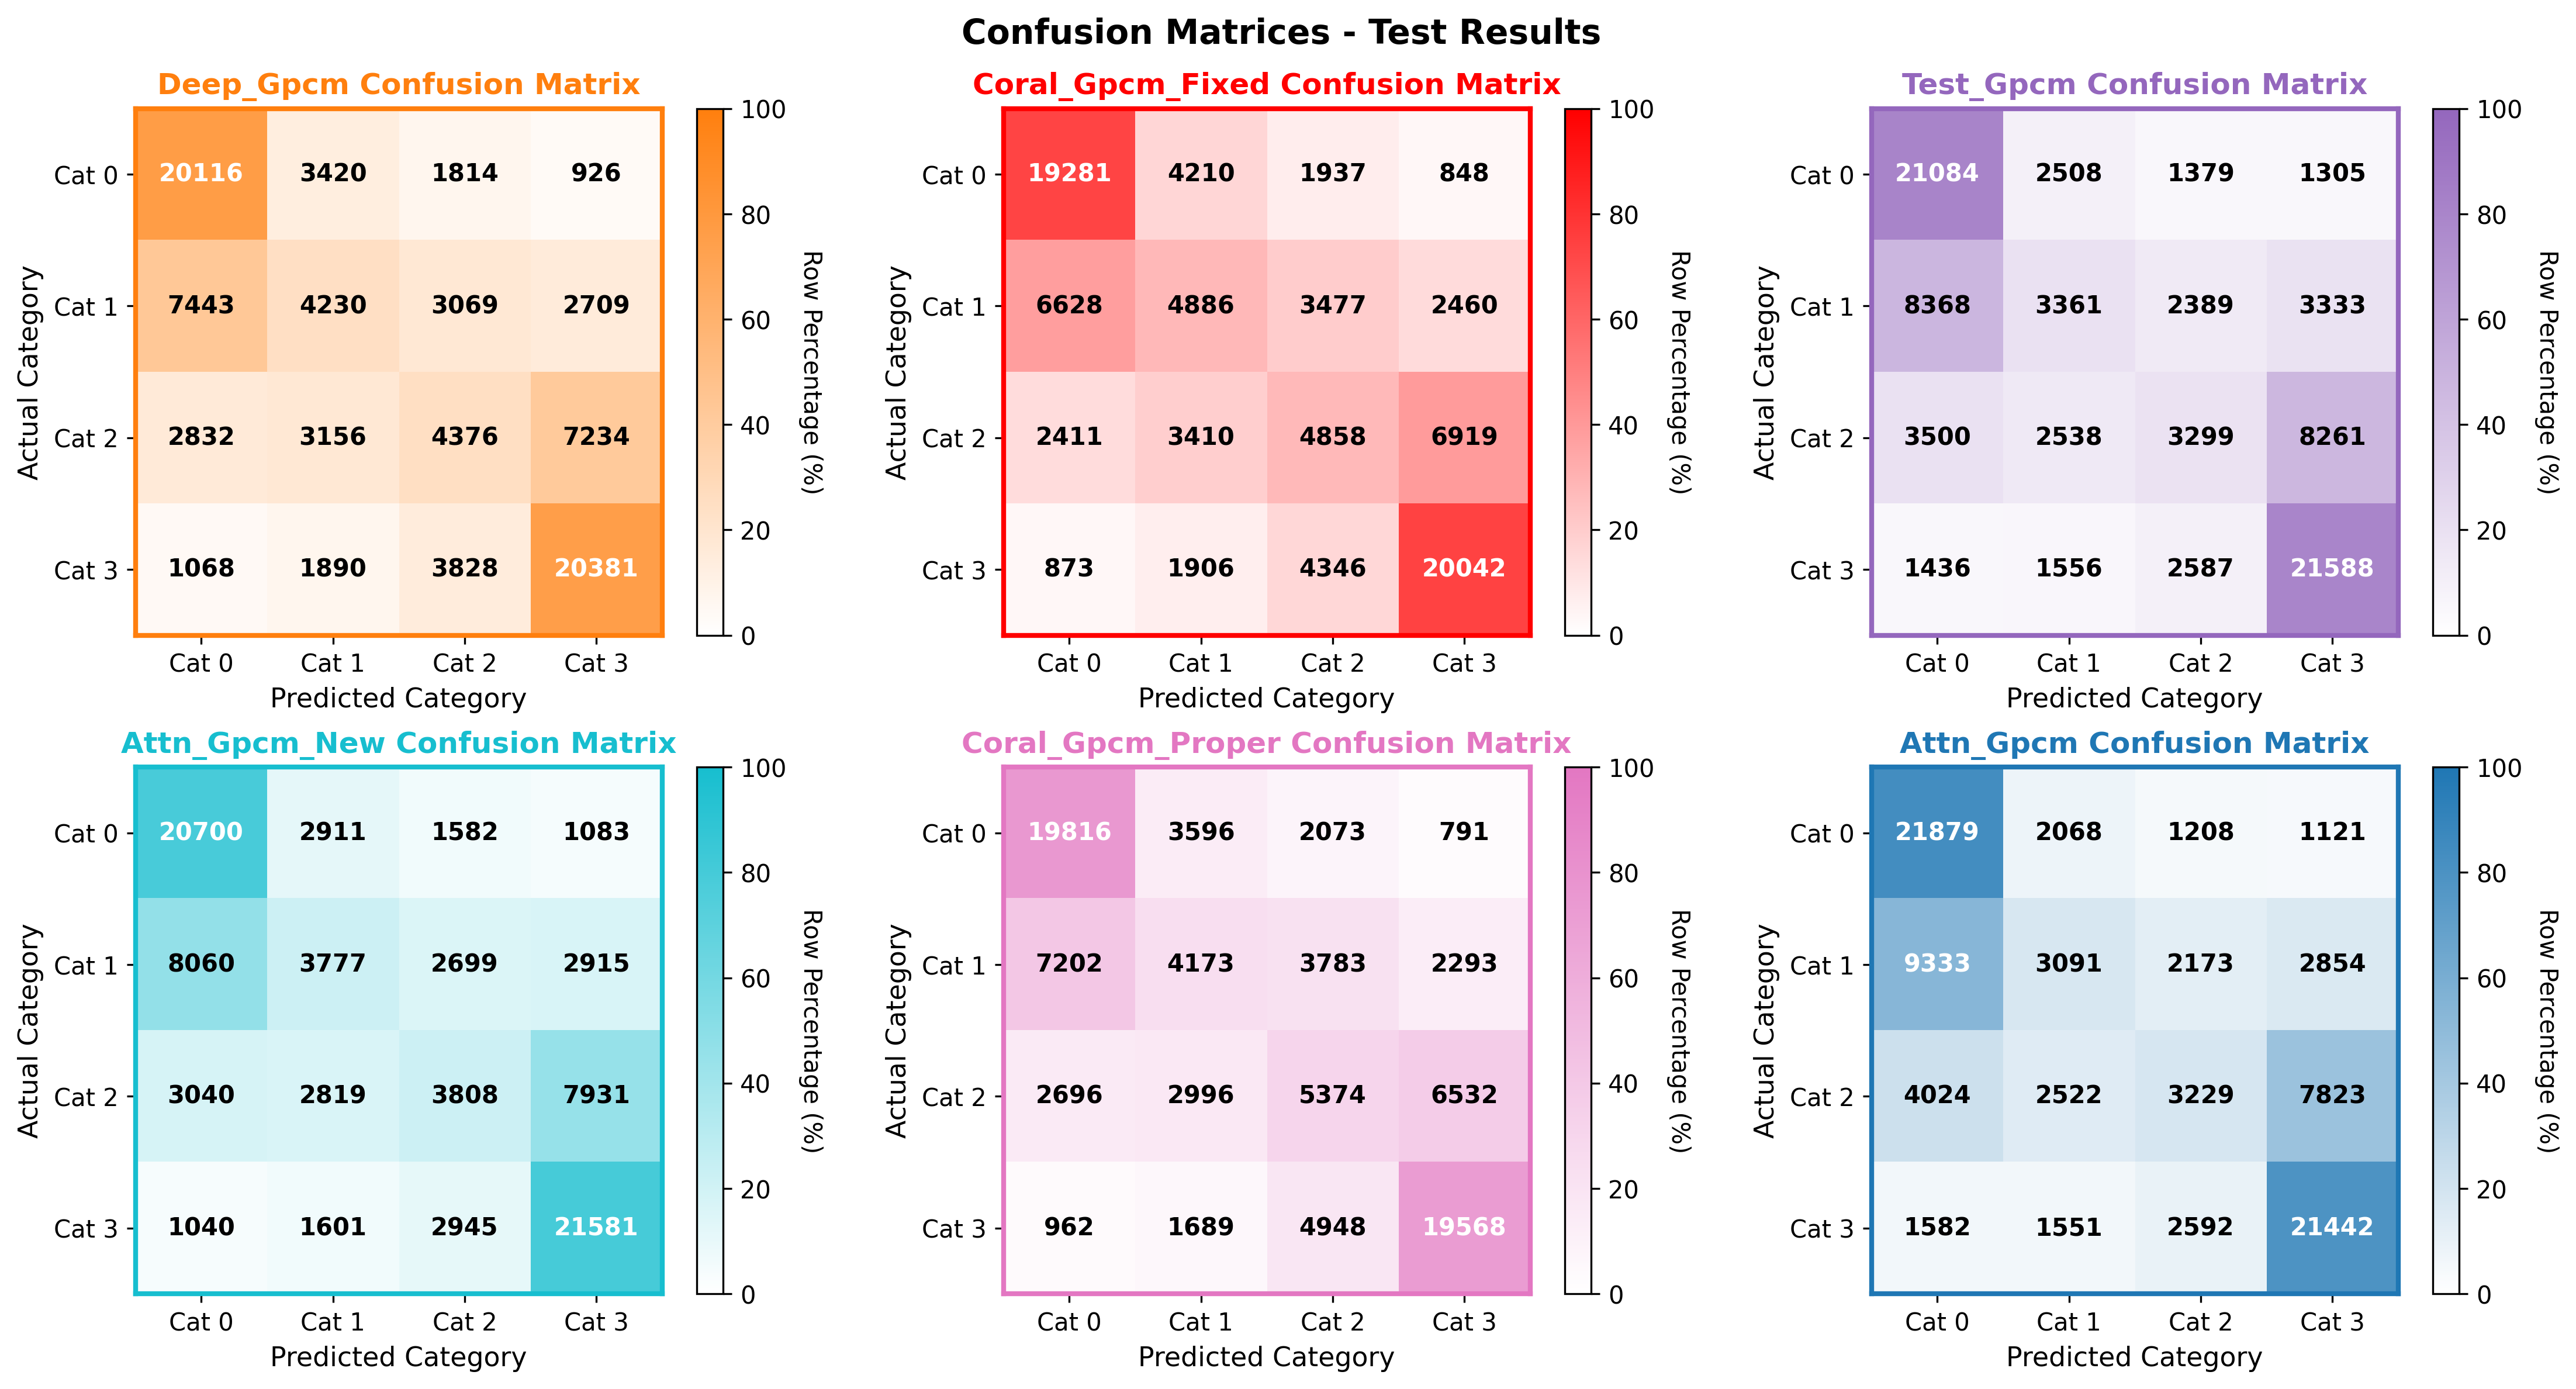 Confusion Matrices - Test Results
Deep_Gpcm Confusion Matrix
Actual Category
Cat 0 20116 3420 1814 926
Cat 1 7443 4230 3069 2709
Cat 2 2832 3156 4376 7234
Cat 3 1068 1890 3828 20381
Cat 0 Cat 1 Cat 2 Cat 3
Predicted Category
100
80
60
40
20
0
Row Percentage (%)
Coral_Gpcm_Fixed Confusion Matrix
Actual Category
Cat 0 19281 4210 1937 848
Cat 1 6628 4886 3477 2460
Cat 2 2411 3410 4858 6919
Cat 3 873 1906 4346 20042
Cat 0 Cat 1 Cat 2 Cat 3
Predicted Category
100
80
60
40
20
0
Row Percentage (%)
Test_Gpcm Confusion Matrix
Actual Category
Cat 0 21084 2508 1379 1305
Cat 1 8368 3361 2389 3333
Cat 2 3500 2538 3299 8261
Cat 3 1436 1556 2587 21588
Cat 0 Cat 1 Cat 2 Cat 3
Predicted Category
100
80
60
40
20
0
Row Percentage (%)
Attn_Gpcm_New Confusion Matrix
Actual Category
Cat 0 20700 2911 1582 1083
Cat 1 8060 3777 2699 2915
Cat 2 3040 2819 3808 7931
Cat 3 1040 1601 2945 21581
Cat 0 Cat 1 Cat 2 Cat 3
Predicted Category
100
80
60
40
20
0
Row Percentage (%)
Coral_Gpcm_Proper Confusion Matrix
Actual Category
Cat 0 19816 3596 2073 791
Cat 1 7202 4173 3783 2293
Cat 2 2696 2996 5374 6532
Cat 3 962 1689 4948 19568
Cat 0 Cat 1 Cat 2 Cat 3
Predicted Category
100
80
60
40
20
0
Row Percentage (%)
Attn_Gpcm Confusion Matrix
Actual Category
Cat 0 21879 2068 1208 1121
Cat 1 9333 3091 2173 2854
Cat 2 4024 2522 3229 7823
Cat 3 1582 1551 2592 21442
Cat 0 Cat 1 Cat 2 Cat 3
Predicted Category
100
80
60
40
20
0
Row Percentage (%)